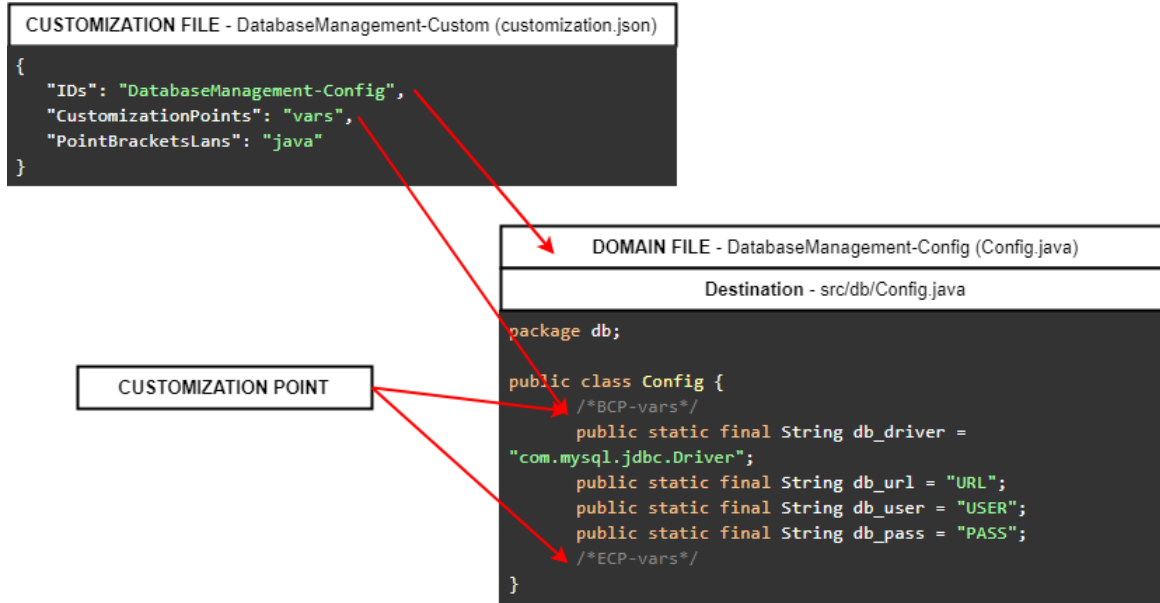 CUSTOMIZATION FILE - DatabaseManagement-Custom (customization.json)
{
"IDs": "DatabaseManagement-Config",
"CustomizationPoints": "vars",
"PointBracketsLans": "java"
}
DOMAIN FILE - DatabaseManagement-Config (Config.java)
Destination - src/db/Config.java
package db;
public class Config {
/*BCP-vars*/
public static final String db_driver =
"com.mysql.jdbc.Driver";
public static final String db_url = "URL";
public static final String db_user = "USER";
public static final String db_pass = "PASS";
/*ECP-vars*/
}
CUSTOMIZATION POINT